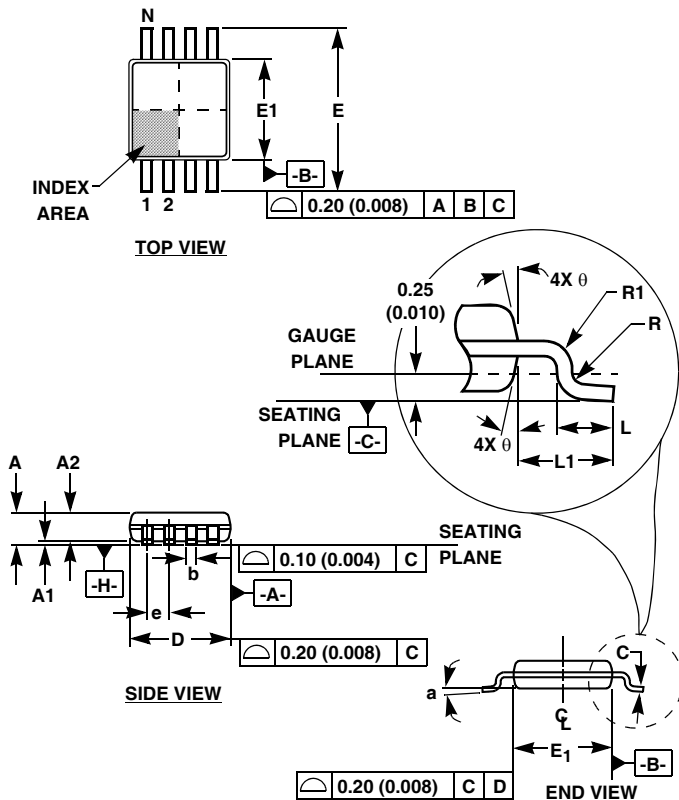 N
E1
E
-B-
INDEX
AREA
1 2
0.20 (0.008) A B C
TOP VIEW
4X θ
0.25
(0.010)
R1
R
GAUGE
PLANE
SEATING
PLANE
-C-
4X θ
L
L1
A
A2
SEATING
PLANE
A1
-H-
b
0.10 (0.004) C
e
-A-
D
0.20 (0.008) C
SIDE VIEW
C
a
CL
E1
-B-
0.20 (0.008) C D
END VIEW